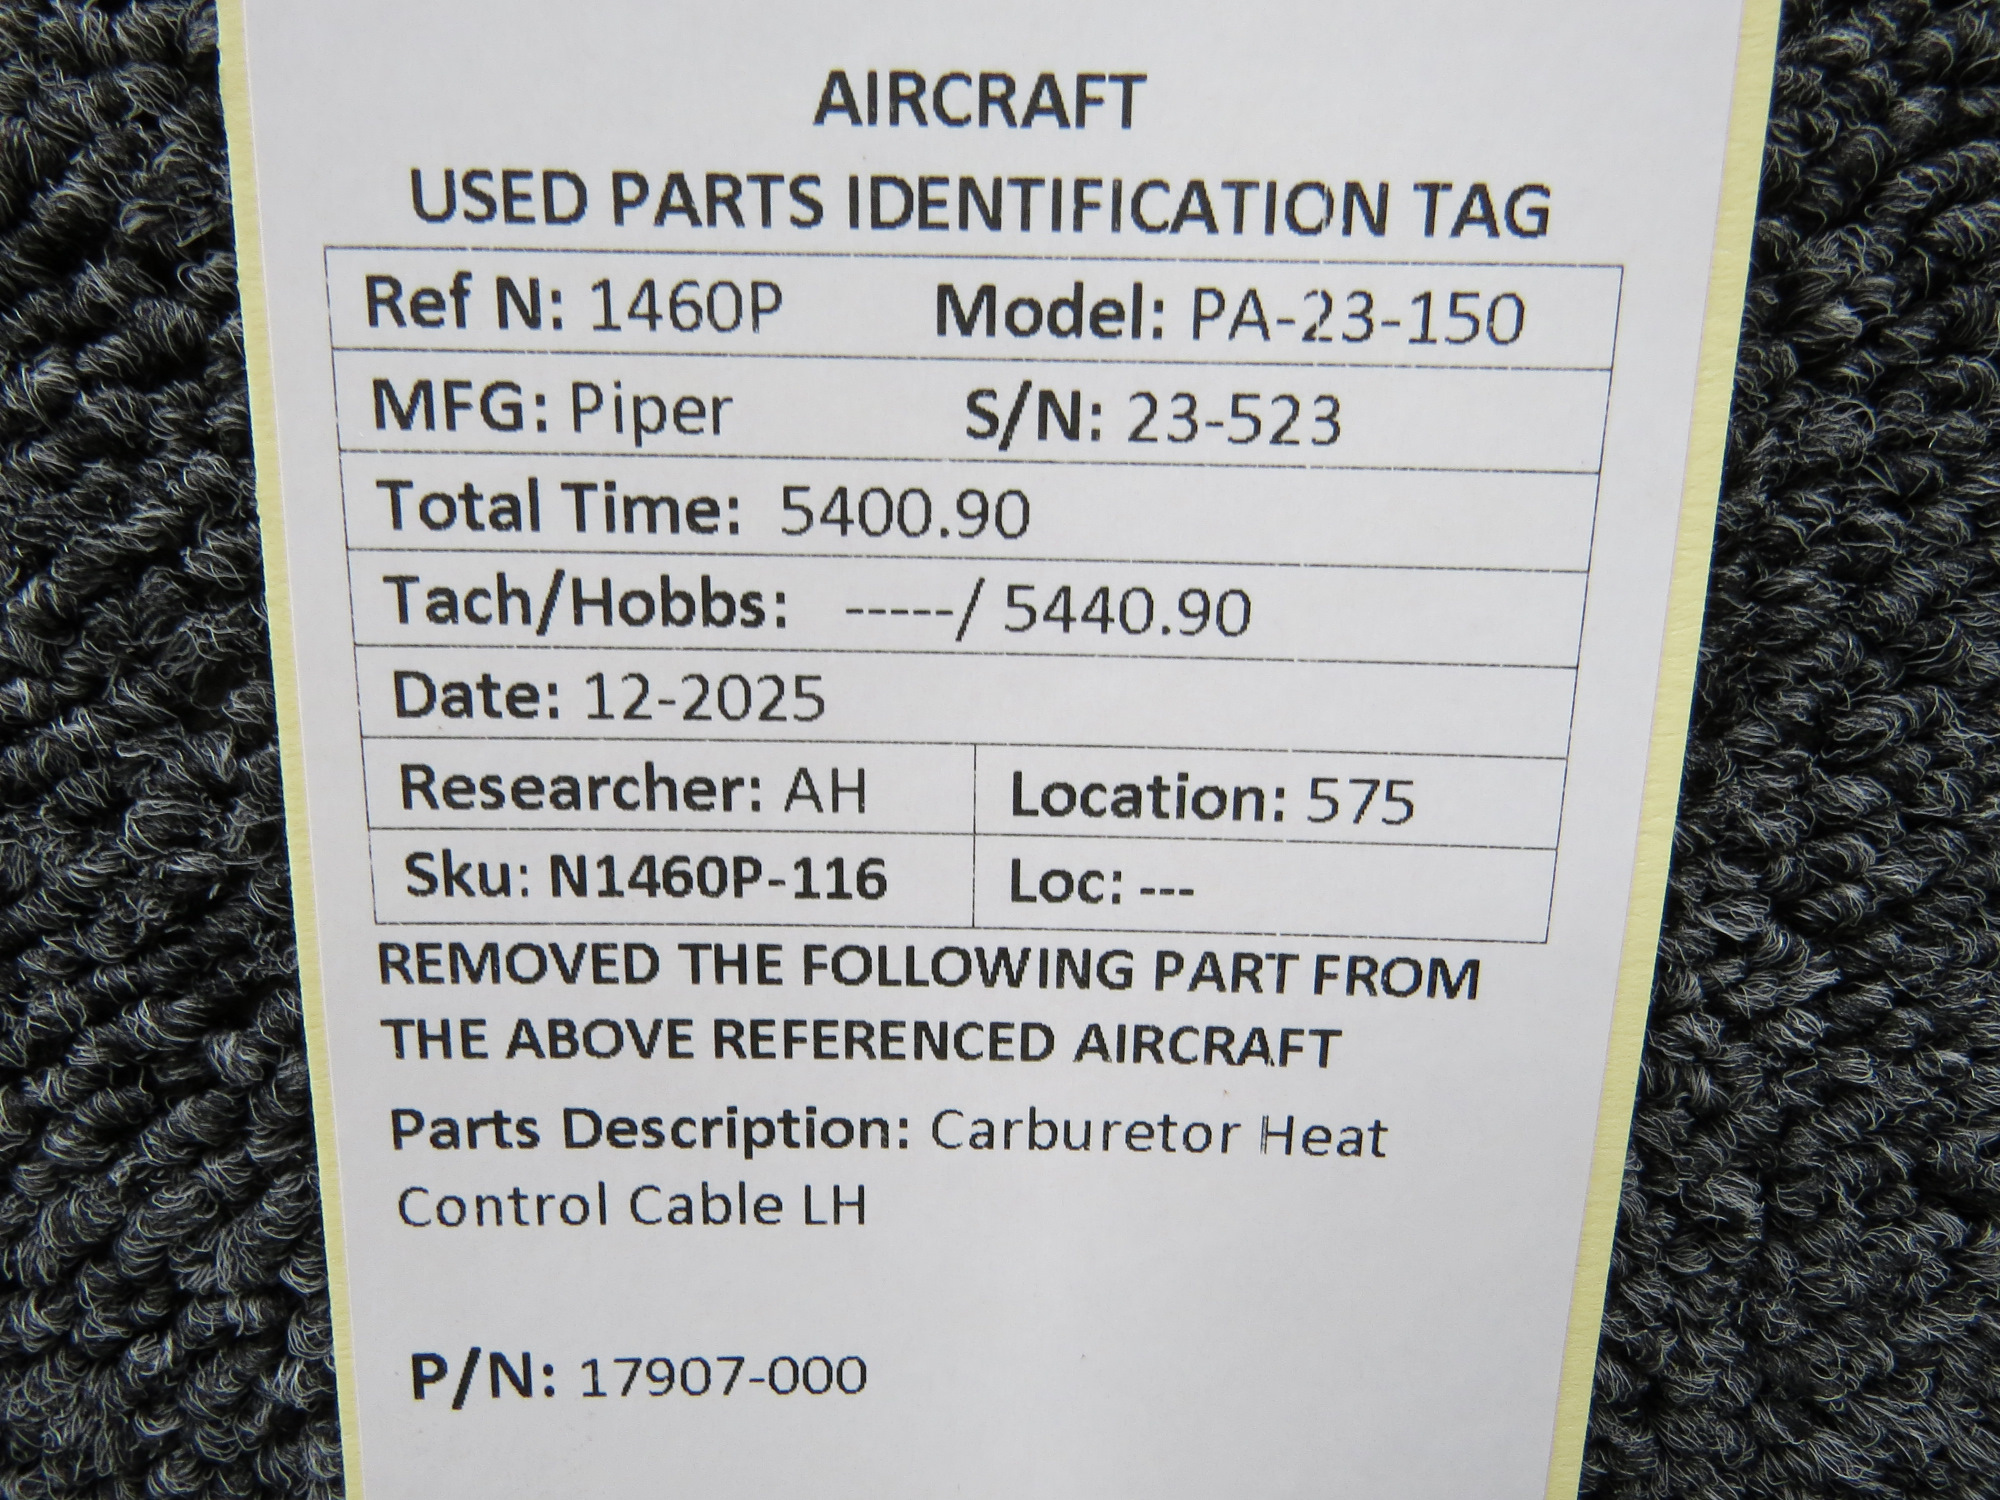 AIRCRAFT
USED PARTS IDENTIFICATION TAG
Ref N: 1460P Model: PA-23-150
MFG: Piper S/N: 23-523
Total Time: 5400.90
Tach/Hobbs: -----/ 5440.90
Date: 12-2025
Researcher: AH Location: 575
Sku: N1460P-116 Loc: ---
REMOVED THE FOLLOWING PART FROM
THE ABOVE REFERENCED AIRCRAFT
Parts Description: Carburetor Heat
Control Cable LH
P/N: 17907-000